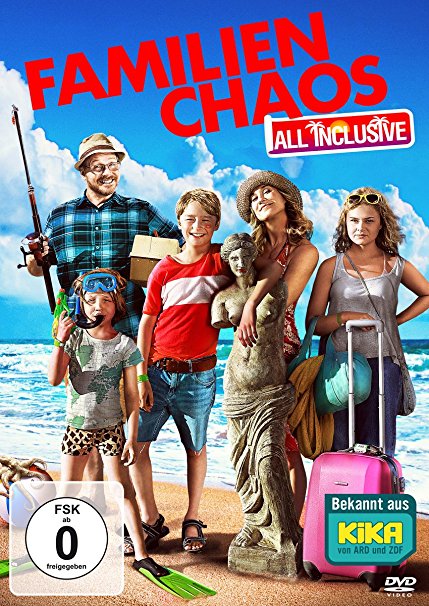 FAMILIEN
CHAOS
ALL INCLUSIVE
FSK
ab
0
freigegeben
Bekannt aus
KiKA
von ARD und ZDF
DVD
VIDEO